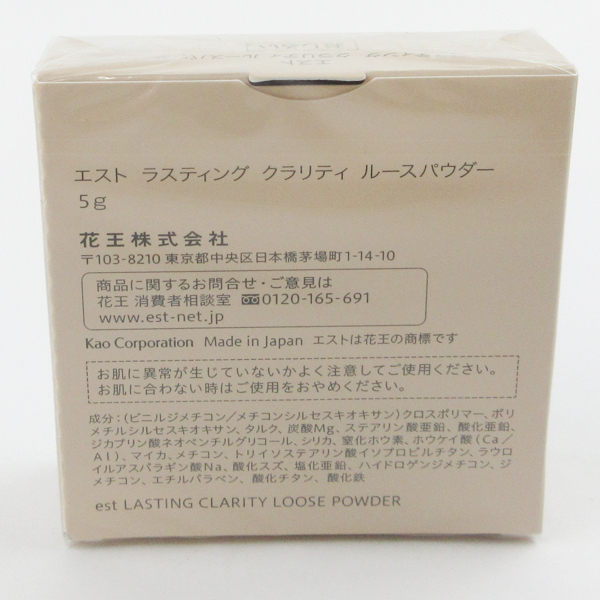 エスト ラスティング クラリティ ルースパウダー
5g
花王株式会社
〒103-8210 東京都中央区日本橋茅場町1-14-10
商品に関するお問合せ・ご意見は
花王 消費者相談室 0120-165-691
www.est-net.jp
Kao Corporation Made in Japan エストは花王の商標です
お肌に異常が生じていないかよく注意してご使用ください。
お肌に合わない時はご使用をおやめください。
成分:(ビニルジメチコン/メチコンシルセスキオキサン)クロスポリマー、ポリ
メチルシルセスキオキサン、タルク、炭酸Mg、ステアリン酸亜鉛、酸化亜鉛、
ジカプリン酸ネオペンチルグリコール、シリカ、窒化ホウ素、ホウケイ酸(Ca/
Al)、マイカ、メチコン、トリイソステアリン酸イソプロピルチタン、ラウロ
イルアスパラギン酸Na、酸化スズ、塩化亜鉛、ハイドロゲンジメチコン、ジ
メチコン、エチルパラベン、酸化チタン、酸化鉄
est LASTING CLARITY LOOSE POWDER